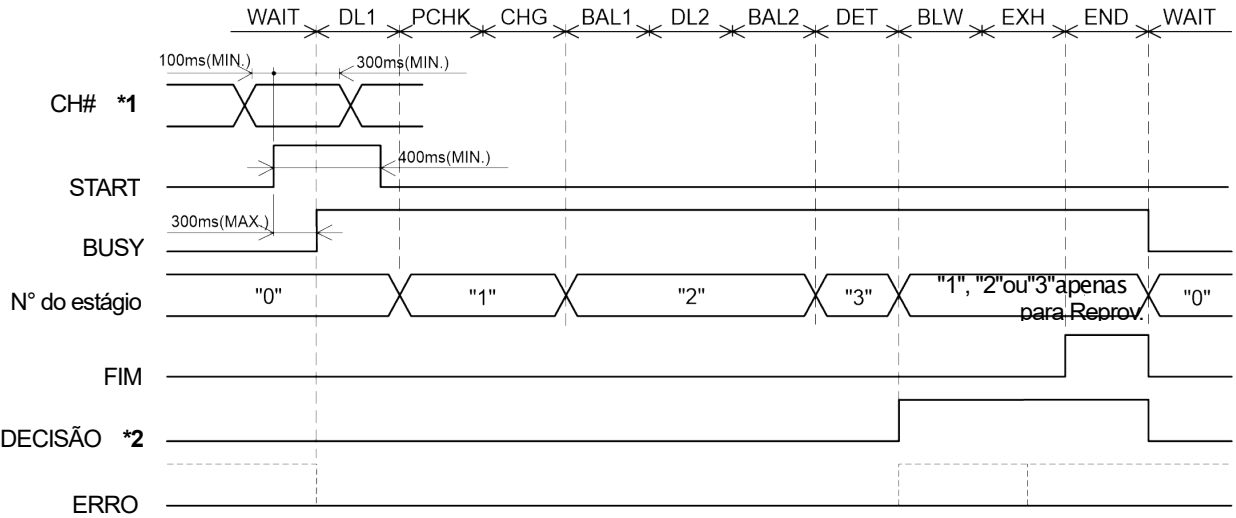 WAIT DL1 PCHK CHG BAL1 DL2 BAL2 DET BLW EXH END WAIT
100ms(MIN.) 300ms(MIN.)
CH# *1
400ms(MIN.)
START
300ms(MAX.)
BUSY
N° do estágio "0" "1" "2" "3" "1", "2"ou"3"apenas "0"
para Reprov.
FIM
DECISÃO *2
ERRO